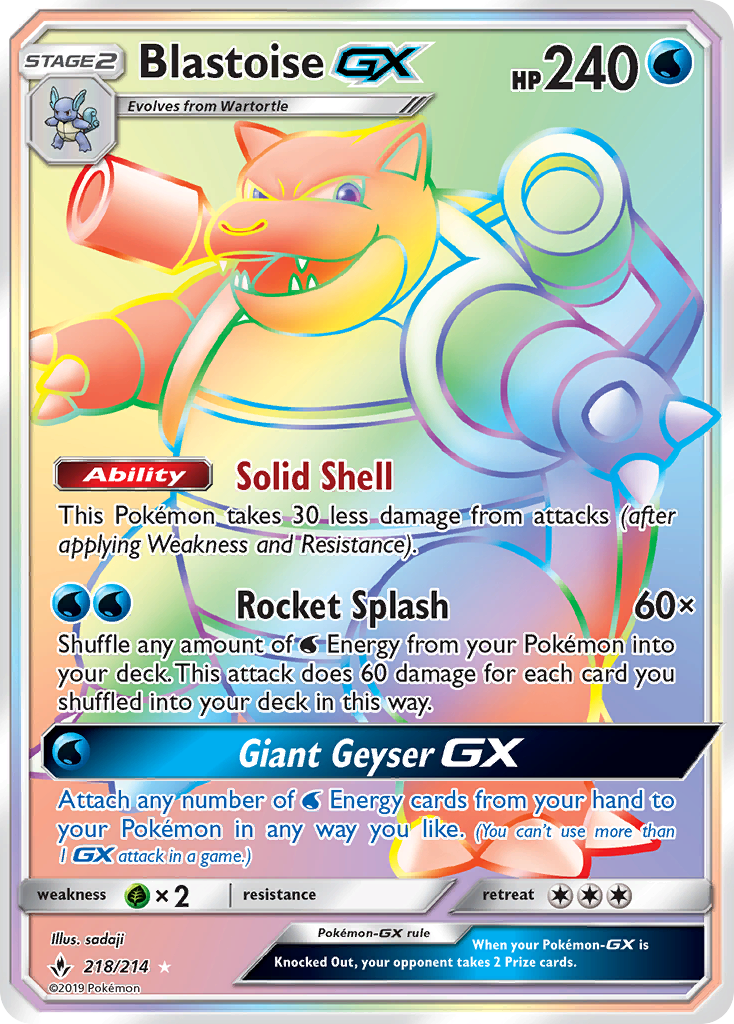 STAGE 2 Blastoise GX HP 240
Evolves from Wartortle
Ability Solid Shell
This Pokémon takes 30 less damage from attacks (after
applying Weakness and Resistance).
Rocket Splash 60×
Shuffle any amount of Energy from your Pokémon into
your deck. This attack does 60 damage for each card you
shuffled into your deck in this way.
Giant Geyser GX
Attach any number of Energy cards from your hand to
your Pokémon in any way you like. (You can't use more than
1 GX attack in a game.)
weakness × 2 resistance retreat
Illus. sadaji
Pokémon-GX rule
When your Pokémon-GX is
Knocked Out, your opponent takes 2 Prize cards.
218/214
©2019 Pokémon